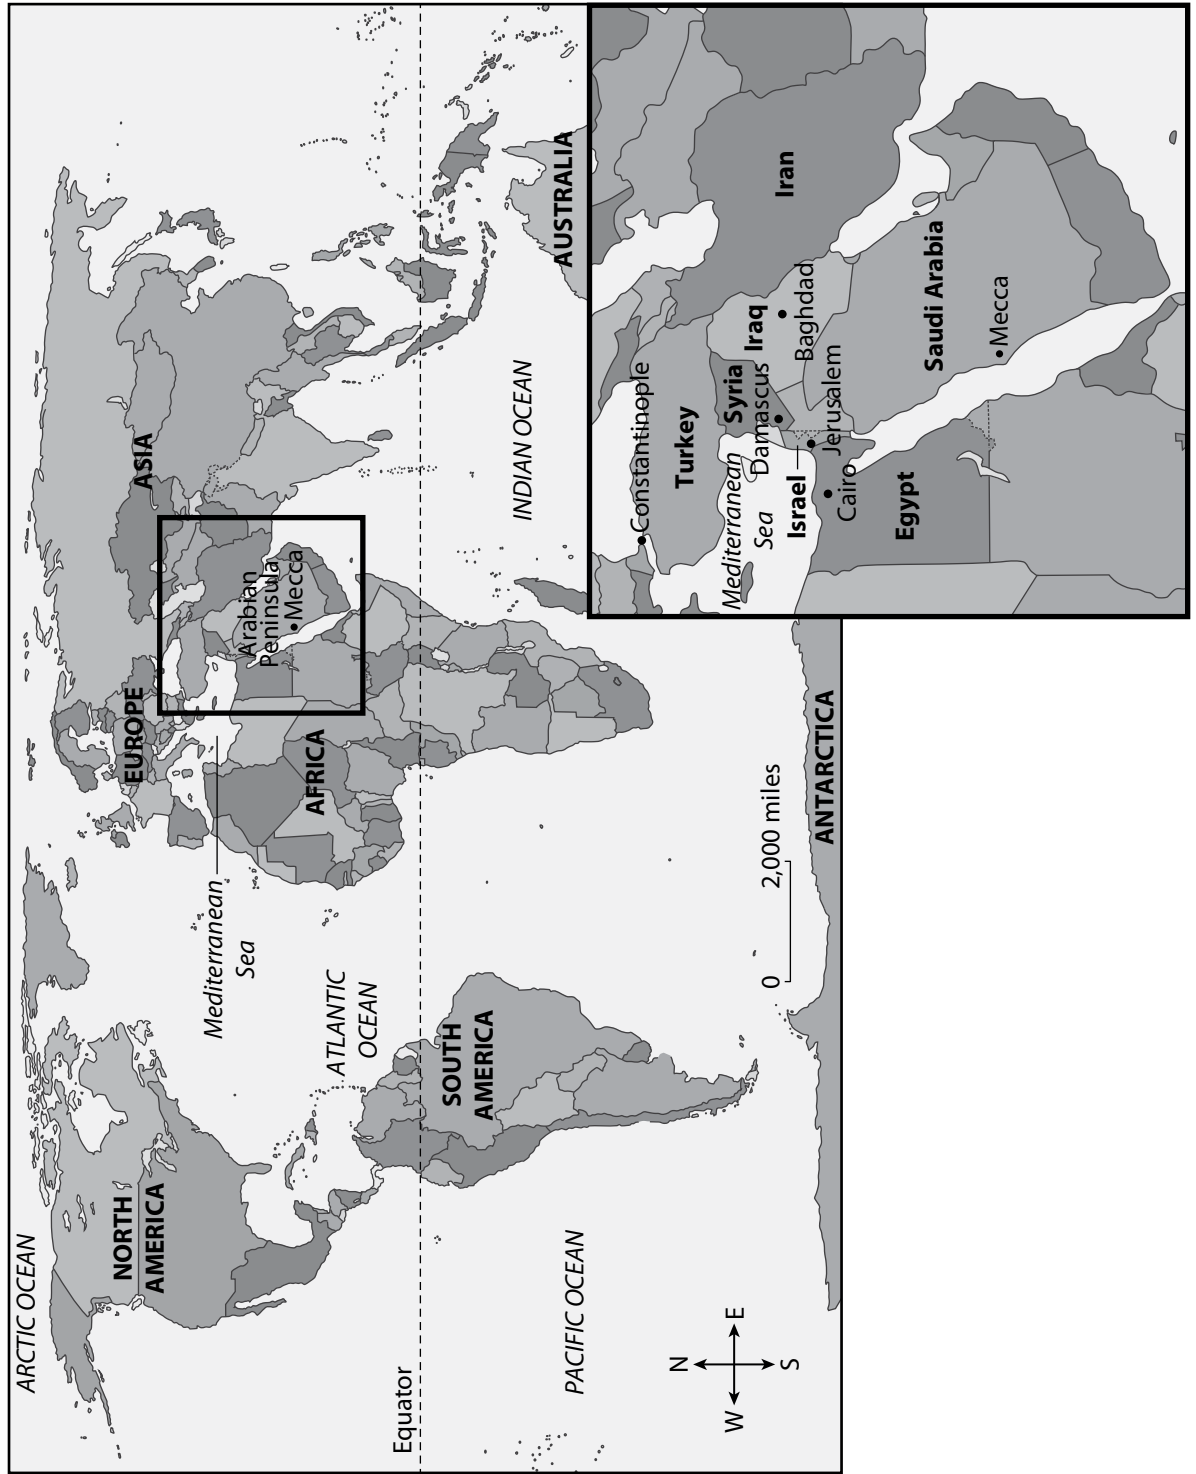 ARCTIC OCEAN
NORTH
AMERICA
EUROPE
ASIA
Mediterranean
Sea
Arabian
Peninsula
Mecca
ATLANTIC
OCEAN
AFRICA
Equator
SOUTH
AMERICA
INDIAN OCEAN
PACIFIC OCEAN
AUSTRALIA
N
W
E
S
0
2,000 miles
ANTARCTICA
Constantinople
Turkey
Mediterranean
Sea
Syria
Damascus
Iraq
Baghdad
Iran
Israel
Jerusalem
Cairo
Egypt
Saudi Arabia
Mecca